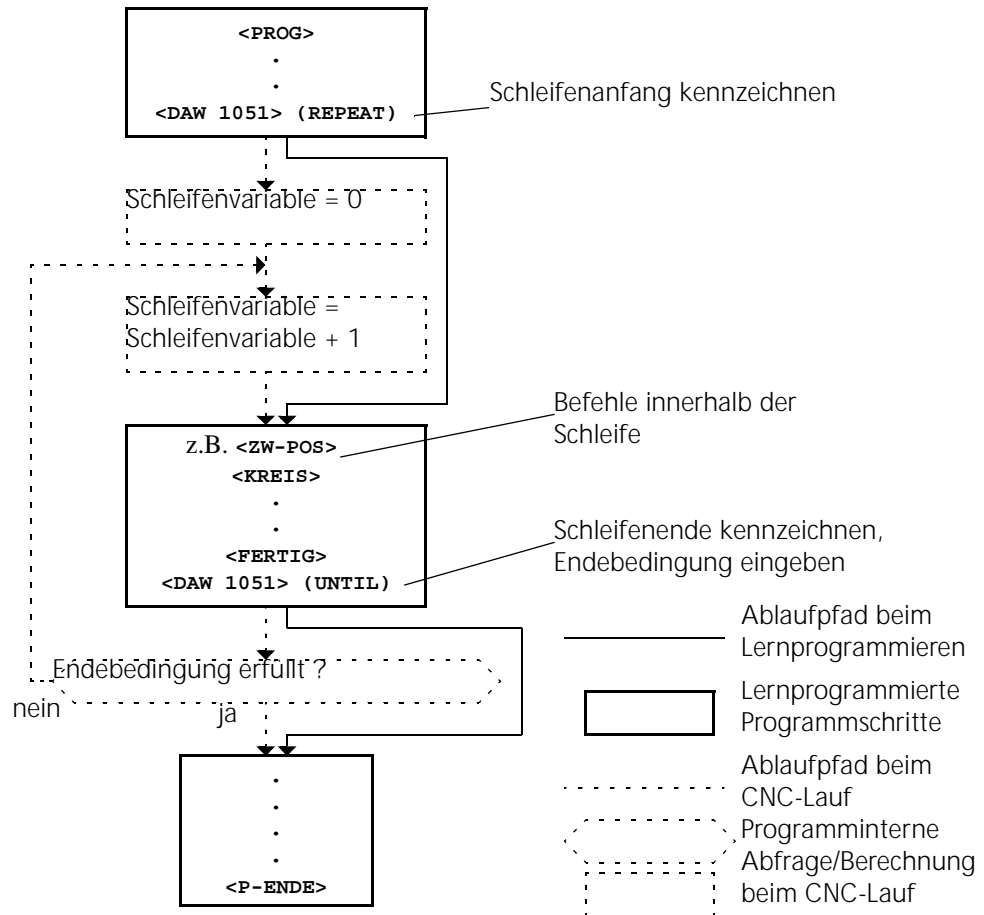 <PROG>
.
.
<DAW 1051> (REPEAT)
Schleifenanfang kennzeichnen
Schleifenvariable = 0
Schleifenvariable =
Schleifenvariable + 1
Befehle innerhalb der
Schleife
z.B. <ZW-POS>
<KREIS>
.
.
<FERTIG>
<DAW 1051> (UNTIL)
Schleifenende kennzeichnen,
Endebedingung eingeben
Endebedingung erfüllt ?
nein
ja
.
.
.
.
<P-ENDE>
Ablaufpfad beim
Lernprogrammieren
Lernprogrammierte
Programmschritte
Ablaufpfad beim
CNC-Lauf
Programminterne
Abfrage/Berechnung
beim CNC-Lauf